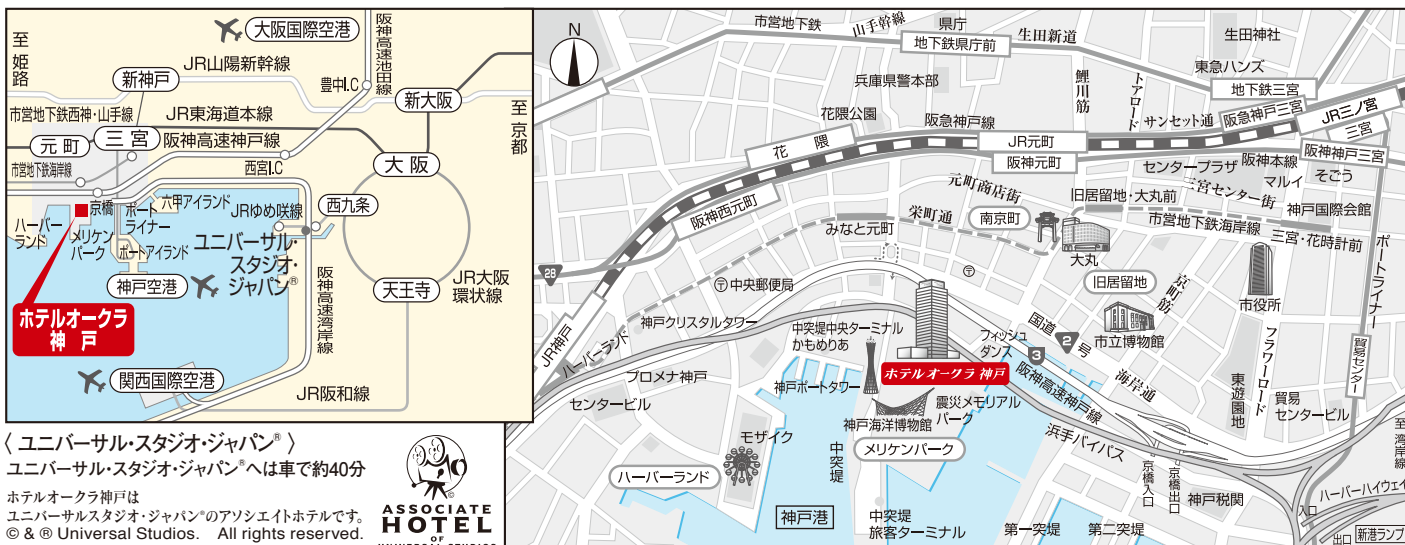 至姫路
大阪国際空港
阪神高速池田線
新神戸
JR山陽新幹線
豊中I.C
新大阪
至京都
市営地下鉄西神・山手線
JR東海道本線
元町
三宮
阪神高速神戸線
大阪
市営地下鉄海岸線
西宮I.C
京橋
ポートライナー
六甲アイランド
JRゆめ咲線
西九条
ハーバーランド
メリケンパーク
ポートアイランド
ユニバーサル・
スタジオ・
ジャパン®
神戸空港
阪神高速湾岸線
天王寺
JR大阪
環状線
ホテルオークラ
神戸
関西国際空港
JR阪和線
〈 ユニバーサル・スタジオ・ジャパン® 〉
ユニバーサル・スタジオ・ジャパン®へは車で約40分
ホテルオークラ神戸は
ユニバーサルスタジオ・ジャパン®のアソシエイトホテルです。
© & ® Universal Studios. All rights reserved.
©
ASSOCIATE
HOTEL
OF
N
市営地下鉄
山手幹線
県庁
地下鉄県庁前
生田新道
生田神社
東急ハンズ
地下鉄三宮
兵庫県警本部
鯉川筋
トアロード
花隈公園
阪急神戸線
サンセット通
阪急神戸三宮
JR三ノ宮
三宮
花隈
JR元町
阪神元町
センタープラザ
阪神本線
阪神神戸三宮
元町商店街
旧居留地・大丸前
三宮センター街
マルイ
そごう
阪神西元町
栄町通
南京町
市営地下鉄海岸線
神戸国際会館
みなと元町
三宮・花時計前
大丸
ポートライナー
28
〒中央郵便局
〒
旧居留地
京町筋
市役所
神戸クリスタルタワー
国道2号
市立博物館
フラワーロード
貿易センター
JR神戸
ハーバーランド
中突堤中央ターミナル
かもめりあ
フィッシュ
ダンス
3
阪神高速神戸線
海岸通
プロメナ神戸
神戸ポートタワー
ホテルオークラ神戸
東遊園地
貿易
センタービル
センタービル
震災メモリアル
パーク
神戸海洋博物館
浜手バイパス
至湾岸線
モザイク
中突堤
メリケンパーク
ハーバーランド
京橋入口
京橋出口
神戸税関
ハーバーハイウェイ
入口
神戸港
中突堤
旅客ターミナル
第一突堤
第二突堤
出口
新港ランプ